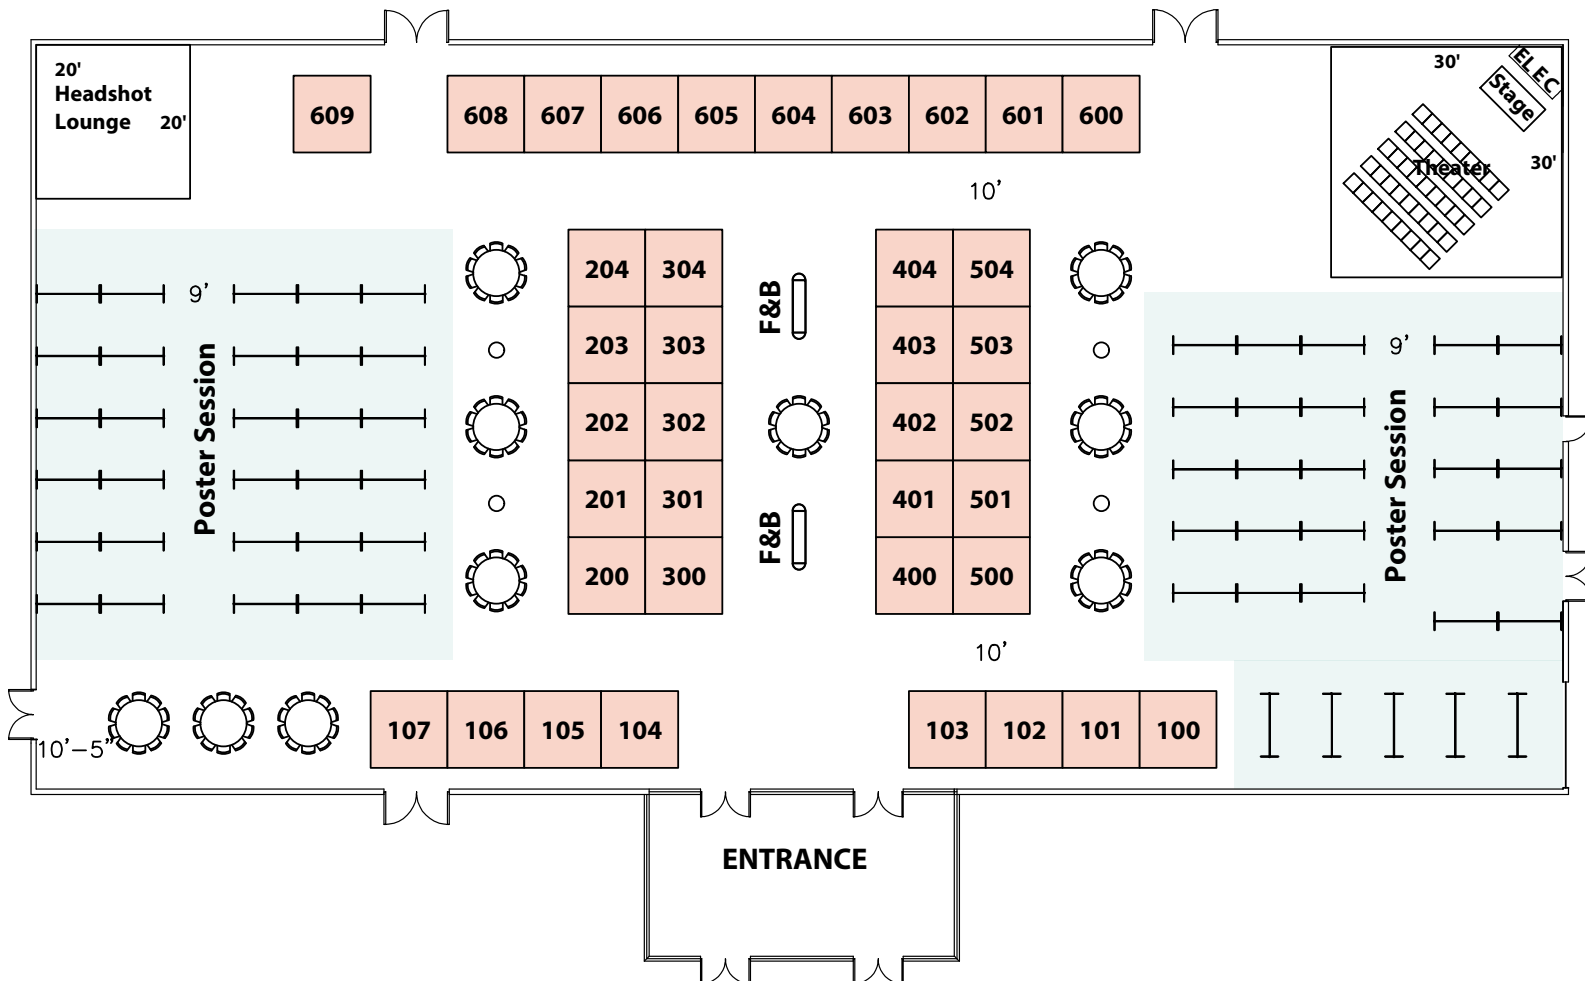 20'
Headshot
Lounge 20'
609
608 607 606 605 604 603 602 601 600
30'
ELEC
Stage
Theater
30'
10'
9'
Poster Session
204 304
203 303
202 302
201 301
200 300
F&B
F&B
404 504
403 503
402 502
401 501
400 500
9'
Poster Session
10'
10'-5"
107 106 105 104
103 102 101 100
ENTRANCE